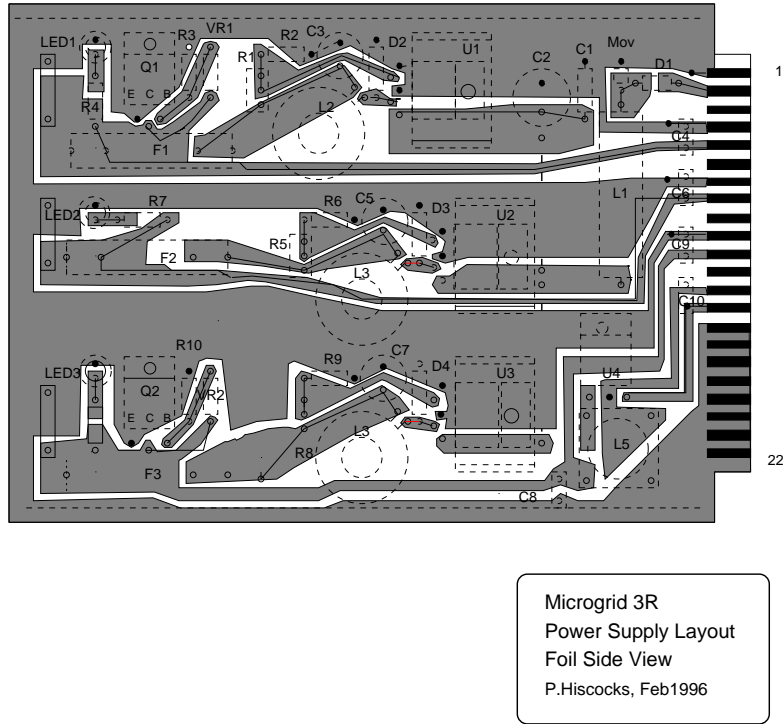 LED1
R3
VR1
C3
R2
D2
U1
C2
C1
Mov
D1
1
Q1
R1
R4
E C B
L2
F1
C4
L1
LED2
R7
R6
C5
D3
U2
C6
R5
F2
L3
C9
C10
LED3
R10
Q2
VR2
R9
C7
D4
U3
U4
E C B
L3
R8
L5
F3
C8
22
Microgrid 3R
Power Supply Layout
Foil Side View
P.Hiscocks, Feb1996